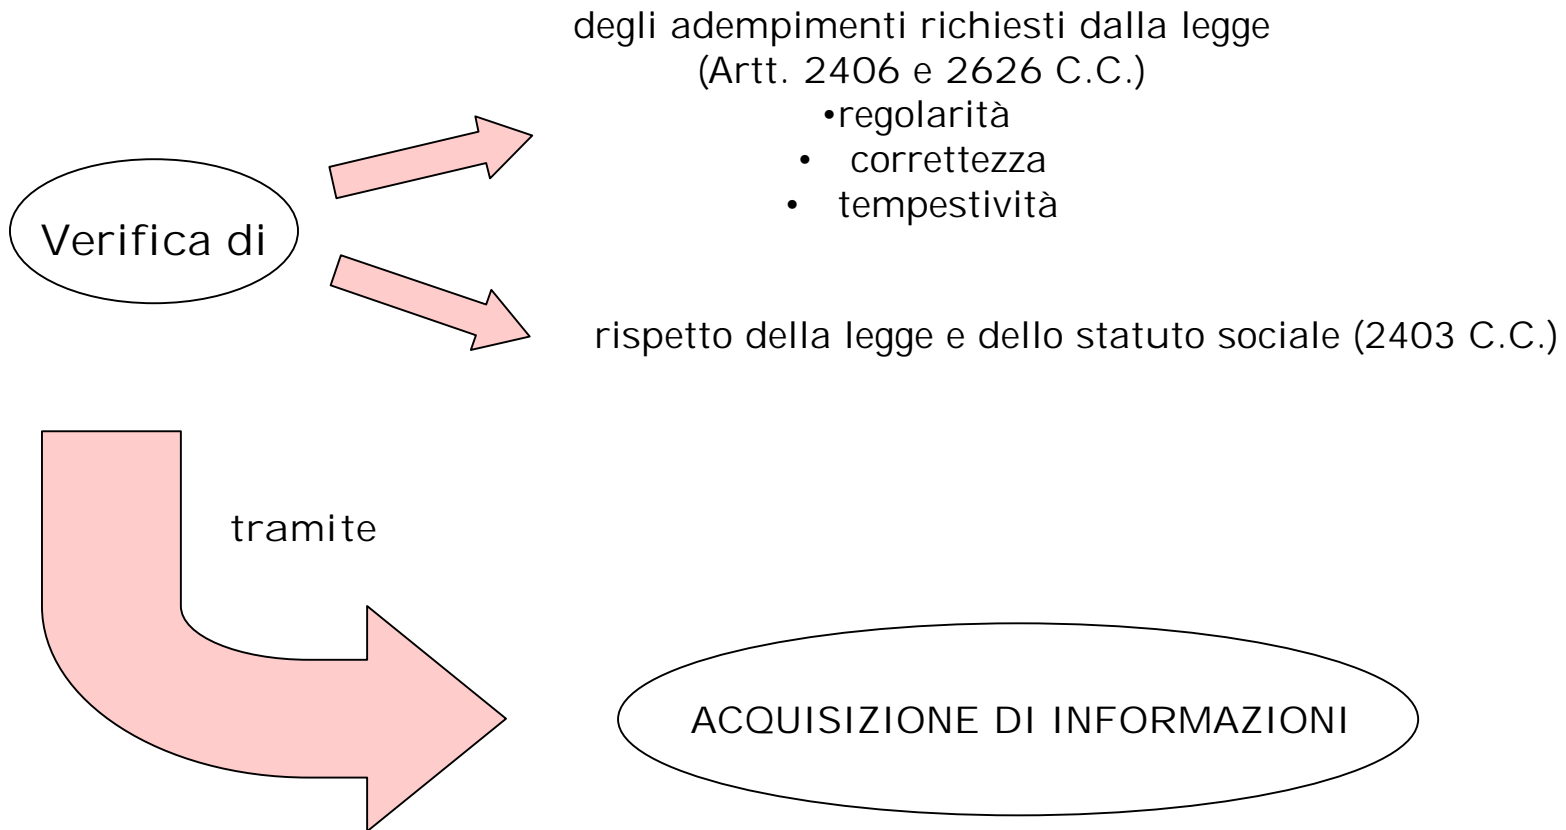 degli adempimenti richiesti dalla legge
(Artt. 2406 e 2626 C.C.)
•regolarità
• correttezza
• tempestività
Verifica di
rispetto della legge e dello statuto sociale (2403 C.C.)
tramite
ACQUISIZIONE DI INFORMAZIONI